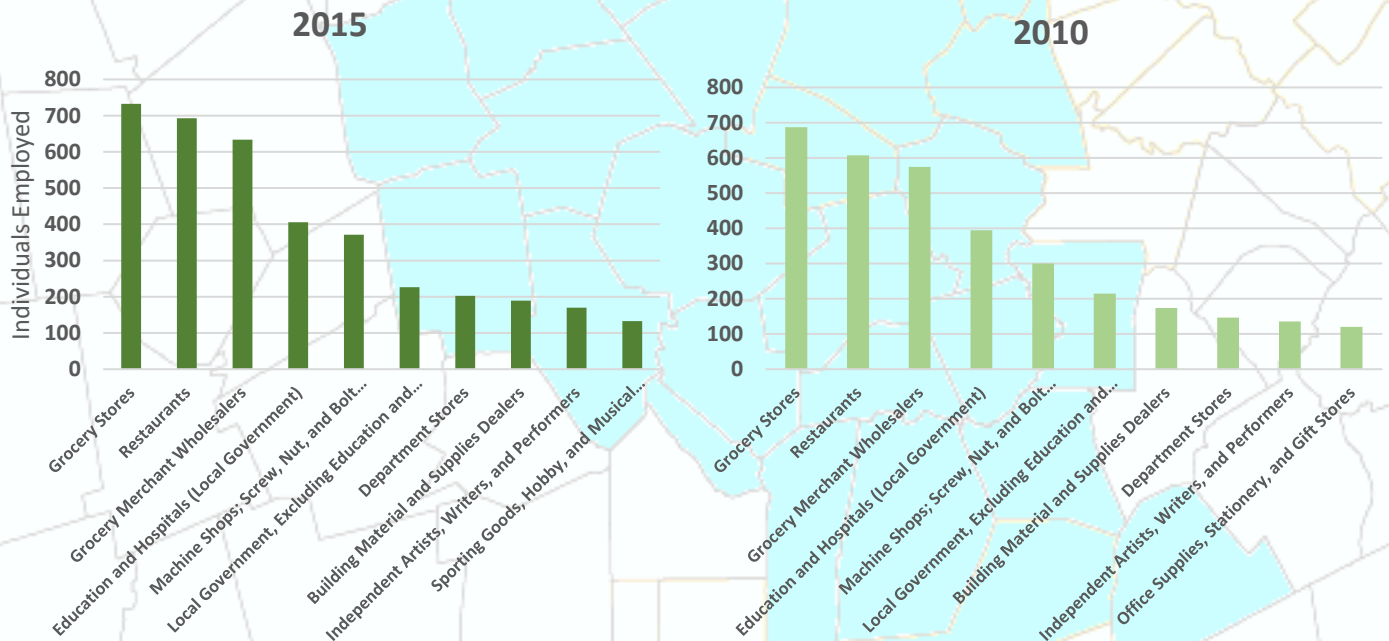 2015
Individuals Employed
800
700
600
500
400
300
200
100
0
Grocery Stores
Restaurants
Grocery Merchant Wholesalers
Education and Hospitals (Local Government)
Machine Shops; Screw, Nut, and Bolt...
Local Government, Excluding Education and...
Department Stores
Building Material and Supplies Dealers
Independent Artists, Writers, and Performers
Sporting Goods, Hobby, and Musical...
2010
800
700
600
500
400
300
200
100
0
Grocery Stores
Restaurants
Grocery Merchant Wholesalers
Education and Hospitals (Local Government)
Machine Shops; Screw, Nut, and Bolt...
Local Government, Excluding Education and...
Building Material and Supplies Dealers
Department Stores
Independent Artists, Writers, and Performers
Office Supplies, Stationery, and Gift Stores